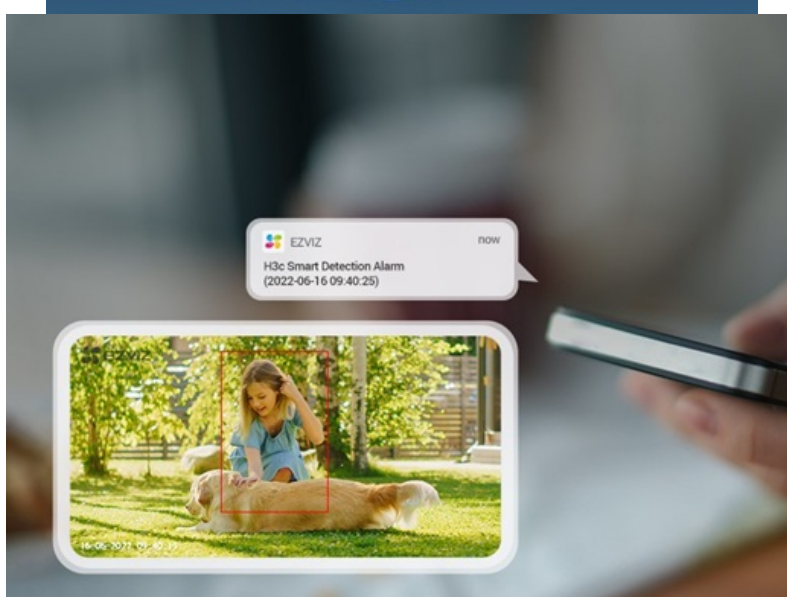 EZVIZ
now
H3c Smart Detection Alarm
(2022-06-16 09:40:25)
EZVIZ